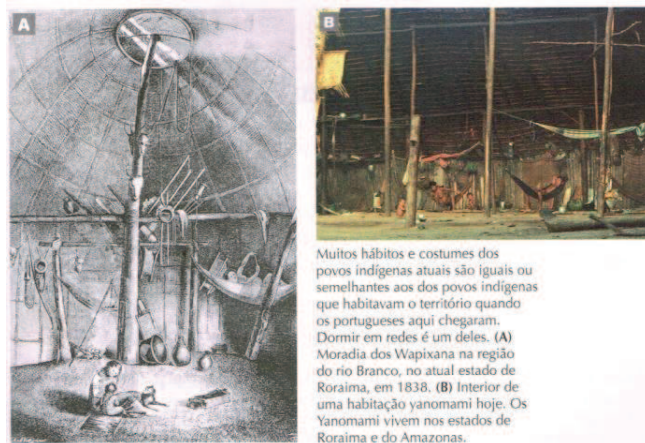 A
B
Muitos hábitos e costumes dos
povos indígenas atuais são iguais ou
semelhantes aos dos povos indígenas
que habitavam o território quando
os portugueses aqui chegaram.
Dormir em redes é um deles. (A)
Moradia dos Wapixana na região
do rio Branco, no atual estado de
Roraima, em 1838. (B) Interior de
uma habitação yanomami hoje. Os
Yanomami vivem nos estados de
Roraima e do Amazonas.